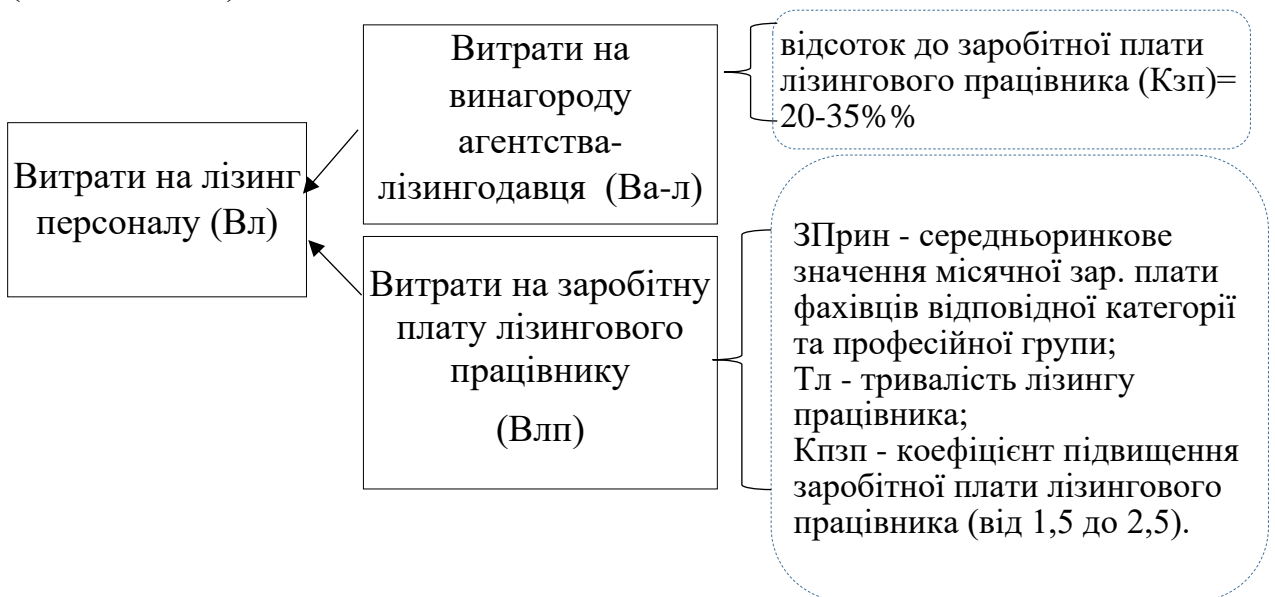 Витрати на лізинг
персоналу (Вл)
Витрати на
винагороду
агентства-
лізингодавця (Ва-л)
відсоток до заробітної плати
лізингового працівника (Кзп)=
20-35%%
Витрати на заробітну
плату лізингового
працівнику
(Влп)
ЗПрин - середньоринкове
значення місячної зар. плати
фахівців відповідної категорії
та професійної групи;
Тл - тривалість лізингу
працівника;
Кпзп - коефіцієнт підвищення
заробітної плати лізингового
працівника (від 1,5 до 2,5).